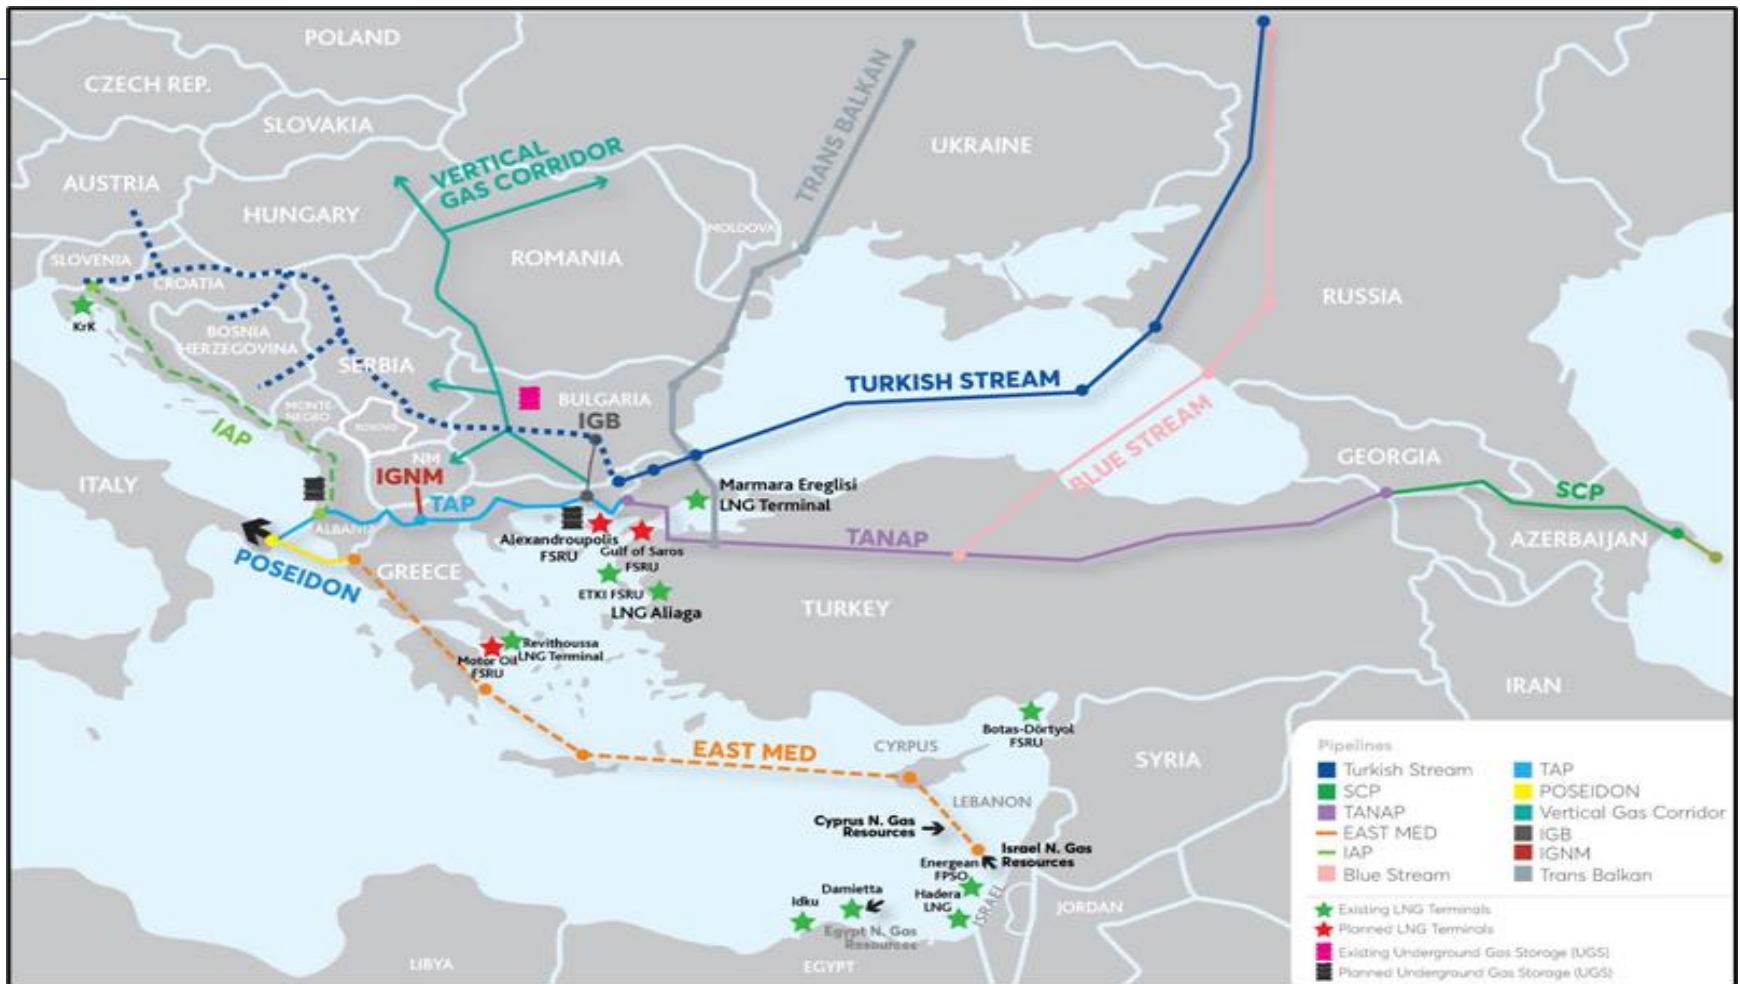 POLAND
CZECH REP.
SLOVAKIA
UKRAINE
AUSTRIA
VERTICAL
GAS CORRIDOR
TRANS BALKAN
HUNGARY
MOLDOVA
SLOVENIA
ROMANIA
CROATIA
RUSSIA
KrK
BOSNIA
HERZEGOVINA
SERBIA
TURKISH STREAM
BULGARIA
MONTE-
NEGRO
KOSOVO
IGB
IAP
BLUE STREAM
NM
GEORGIA
IGNM
ITALY
Marmara Ereglisi
LNG Terminal
SCP
TAP
ALBANIA
TANAP
AZERBAIJAN
Alexandroupolis
FSRU
Gulf of Saros
FSRU
POSEIDON
GREECE
ETKI FSRU
LNG Aliaga
TURKEY
Revithoussa
LNG Terminal
Motor Oil
FSRU
IRAN
Botas-Dörtyol
FSRU
EAST MED
CYRPUS
SYRIA
LEBANON
Cyprus N. Gas
Resources
Israel N. Gas
Resources
Energean
FPSO
Hadera
LNG
ISRAEL
Damietta
Idku
Egypt N. Gas
Resources
JORDAN
LIBYA
EGYPT
Pipelines
Turkish Stream
SCP
TANAP
EAST MED
IAP
Blue Stream
TAP
POSEIDON
Vertical Gas Corridor
IGB
IGNM
Trans Balkan
Existing LNG Terminals
Planned LNG Terminals
Existing Underground Gas Storage (UGS)
Planned Underground Gas Storage (UGS)